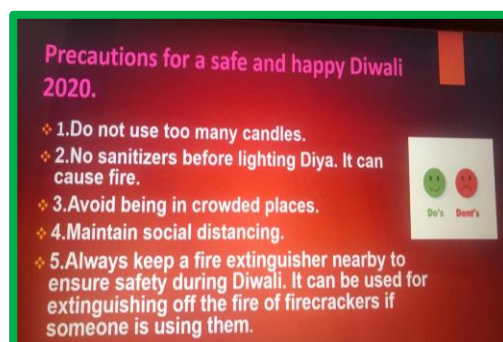 Precautions for a safe and happy Diwali
2020.
1.Do not use too many candles.
2.No sanitizers before lighting Diya. It can
cause fire.
3.Avoid being in crowded places.
4.Maintain social distancing.
5.Always keep a fire extinguisher nearby to
ensure safety during Diwali. It can be used for
extinguishing off the fire of firecrackers if
someone is using them.
Do's Dont's